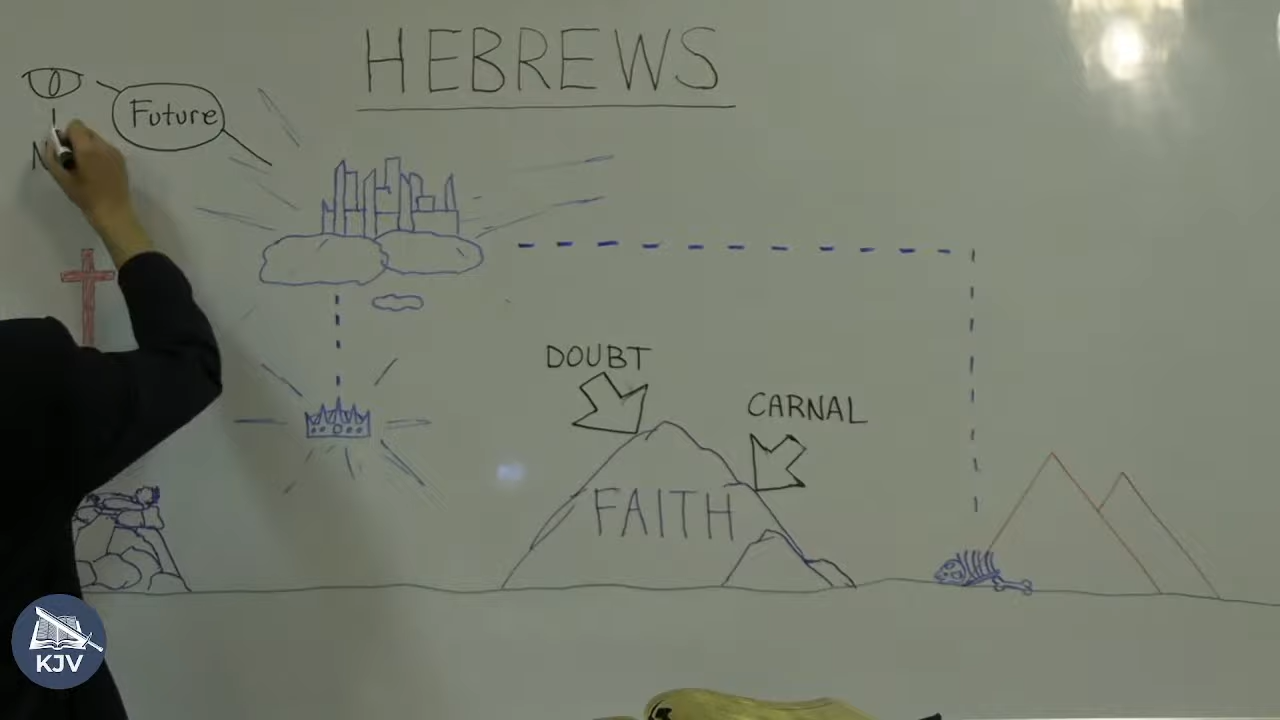 HEBREWS
Future
DOUBT
CARNAL
FAITH
KJV